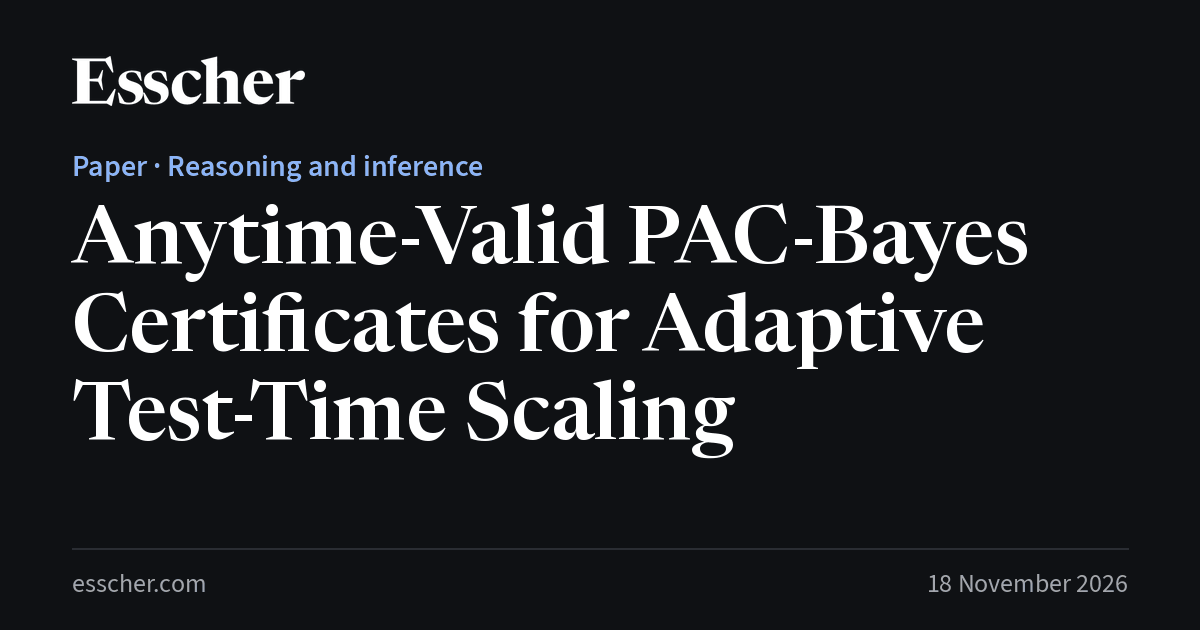 Esscher
Paper · Reasoning and inference
Anytime-Valid PAC-Bayes
Certificates for Adaptive
Test-Time Scaling
esscher.com
18 November 2026